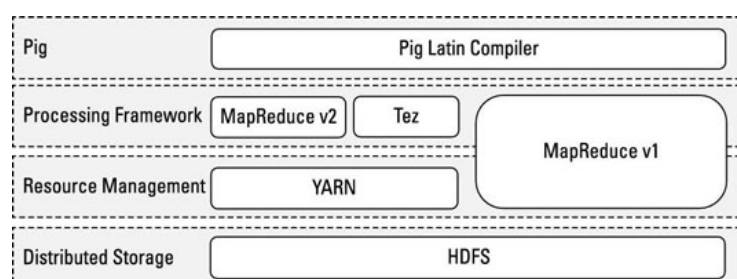 Pig
Pig Latin Compiler
Processing Framework
MapReduce v2
Tez
MapReduce v1
Resource Management
YARN
Distributed Storage
HDFS